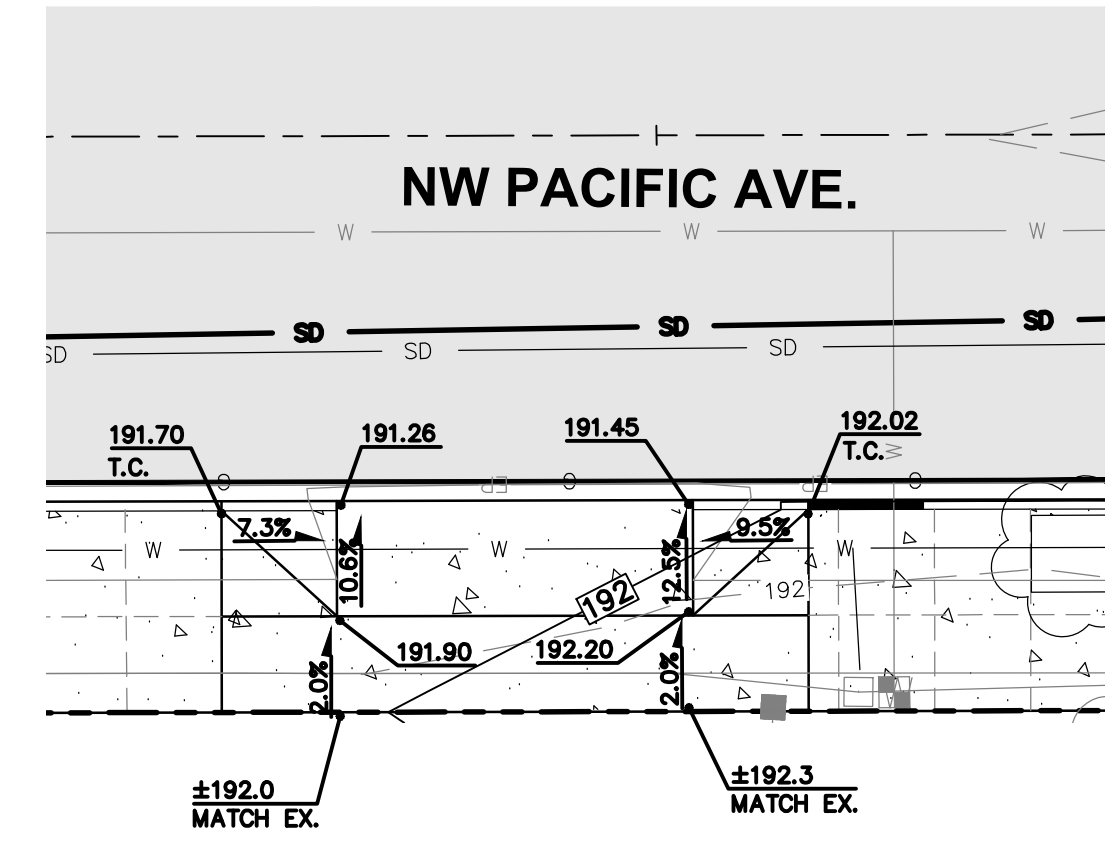 NW PACIFIC AVE.
W W W
SD SD SD
SD SD SD
191.70
T.C.
191.26
191.45
192.02
T.C.
W
EP EP
7.3%
9.5%
10.6%
12.5%
W W W
192
192
191.90
192.20
2.0%
2.0%
W
±192.0
MATCH EX.
±192.3
MATCH EX.